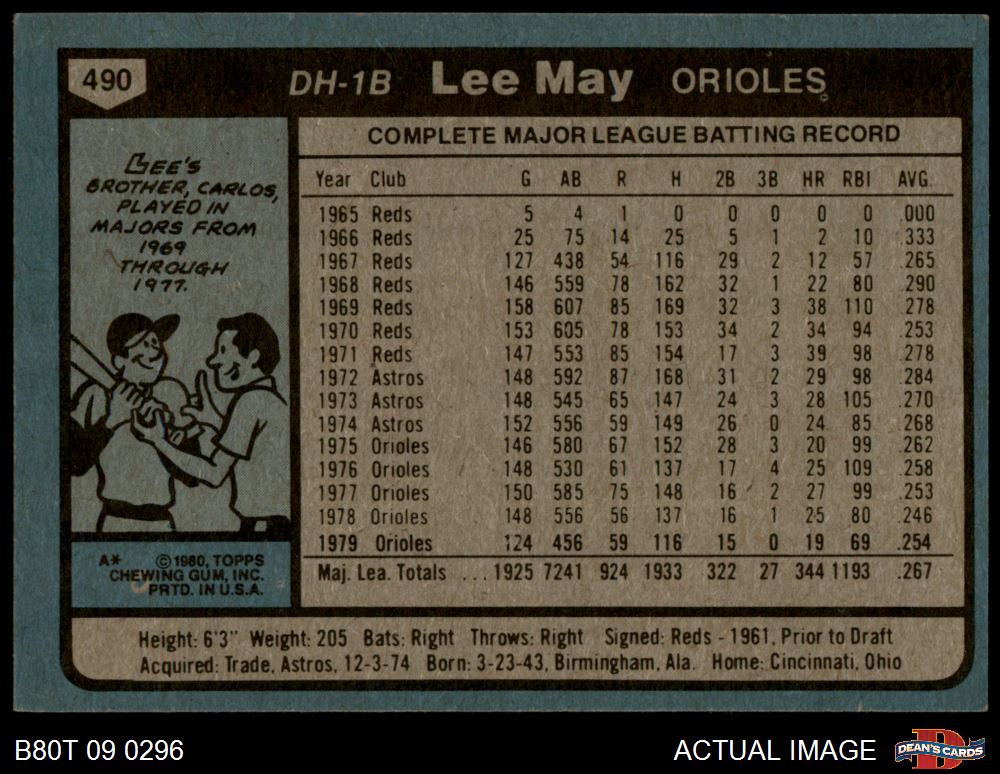 490 DH-1B Lee May ORIOLES
LEE'S
BROTHER, CARLOS,
PLAYED IN
MAJORS FROM
1969
THROUGH
1977.
A* ©1980, TOPPS
CHEWING GUM, INC.
PRTD. IN U.S.A.
COMPLETE MAJOR LEAGUE BATTING RECORD
Year Club G AB R H 2B 3B HR RBI AVG.
1965 Reds 5 4 1 0 0 0 0 0 .000
1966 Reds 25 75 14 25 5 1 2 10 .333
1967 Reds 127 438 54 116 29 2 12 57 .265
1968 Reds 146 559 78 162 32 1 22 80 .290
1969 Reds 158 607 85 169 32 3 38 110 .278
1970 Reds 153 605 78 153 34 2 34 94 .253
1971 Reds 147 553 85 154 17 3 39 98 .278
1972 Astros 148 592 87 168 31 2 29 98 .284
1973 Astros 148 545 65 147 24 3 28 105 .270
1974 Astros 152 556 59 149 26 0 24 85 .268
1975 Orioles 146 580 67 152 28 3 20 99 .262
1976 Orioles 148 530 61 137 17 4 25 109 .258
1977 Orioles 150 585 75 148 16 2 27 99 .253
1978 Orioles 148 556 56 137 16 1 25 80 .246
1979 Orioles 124 456 59 116 15 0 19 69 .254
Maj. Lea. Totals ... 1925 7241 924 1933 322 27 344 1193 .267
Height: 6'3" Weight: 205 Bats: Right Throws: Right Signed: Reds - 1961, Prior to Draft
Acquired: Trade, Astros, 12-3-74 Born: 3-23-43, Birmingham, Ala. Home: Cincinnati, Ohio
B80T 09 0296 ACTUAL IMAGE D DEAN'S CARDS